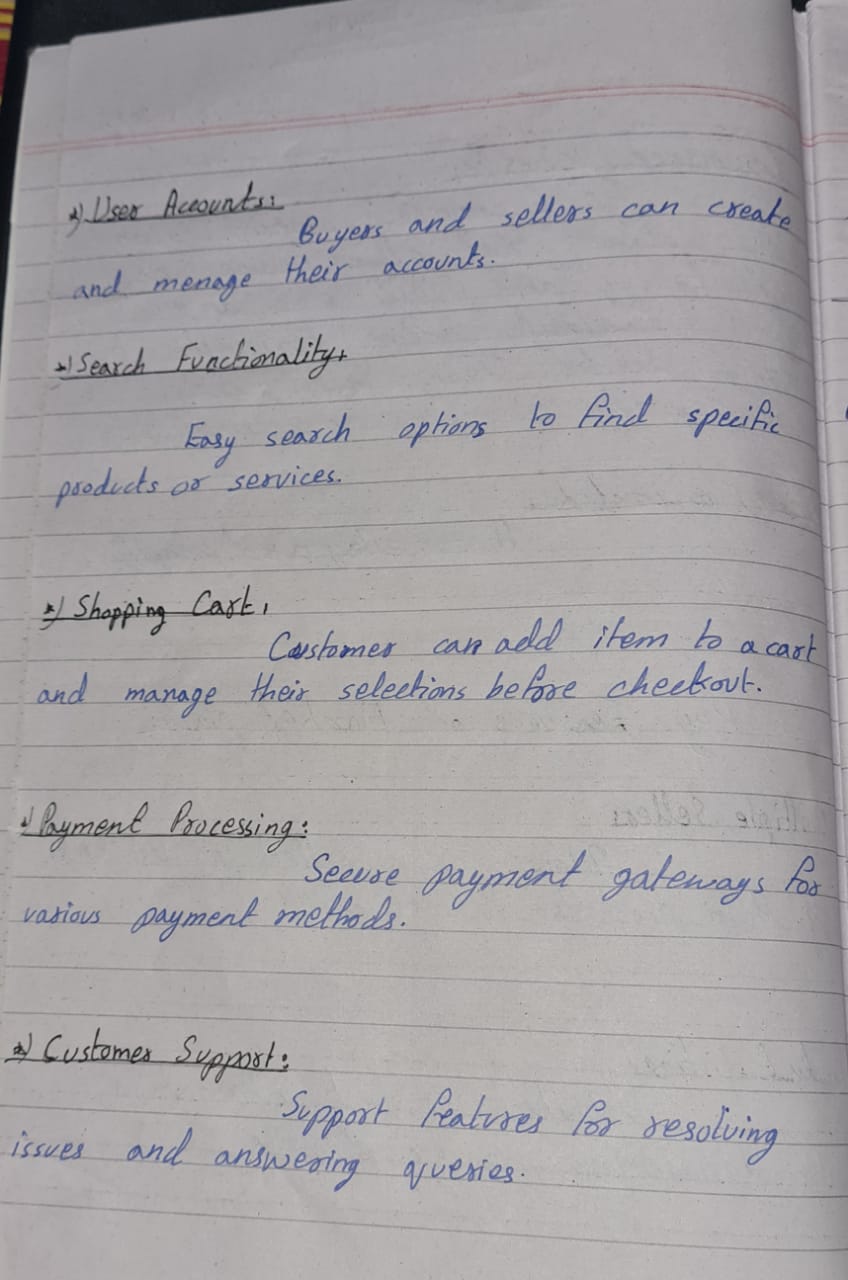 *) User Accounts:
Buyers and sellers can create
and menage their accounts.
*) Search Functionality,
Easy search options to find specific
products or services.
*) Shopping Cart,
Customer can add item to a cart
and manage their selections before checkout.
*) Payment Processing:
Secure payment gateways for
various payment methods.
*) Customer Support:
Support features for resolving
issues and answering queries.